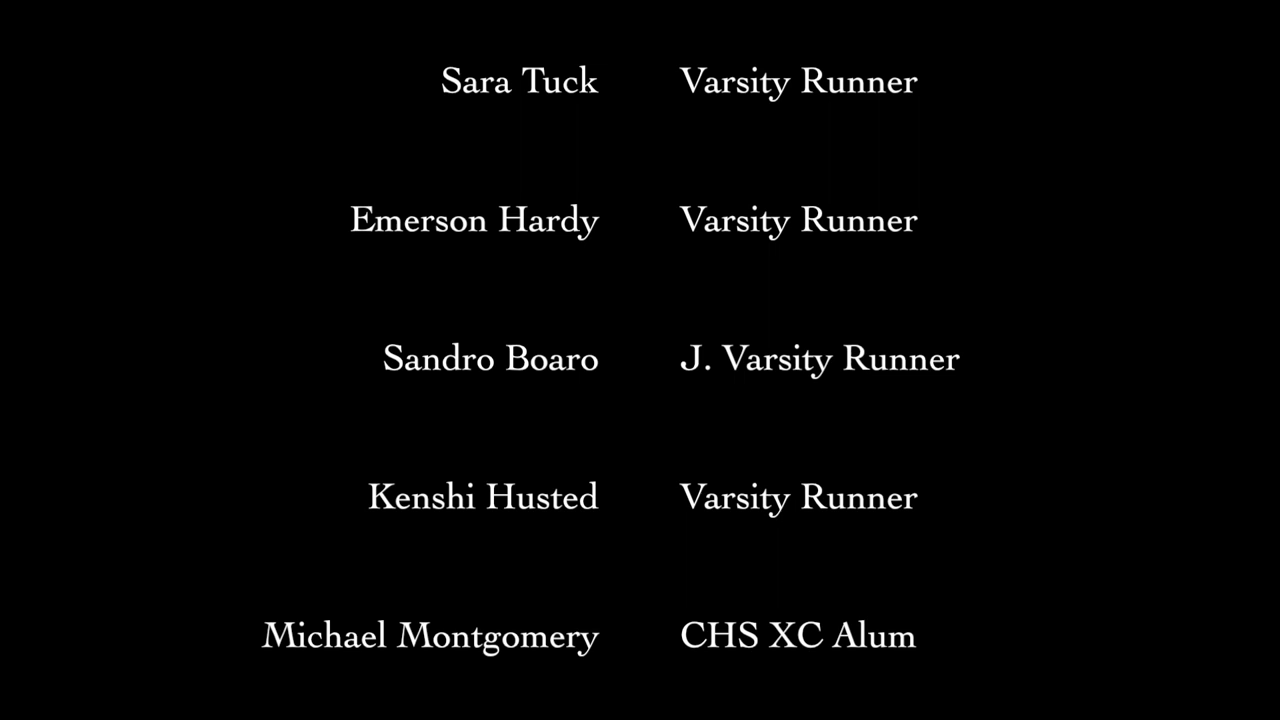 Sara Tuck Varsity Runner
Emerson Hardy Varsity Runner
Sandro Boaro J. Varsity Runner
Kenshi Husted Varsity Runner
Michael Montgomery CHS XC Alum